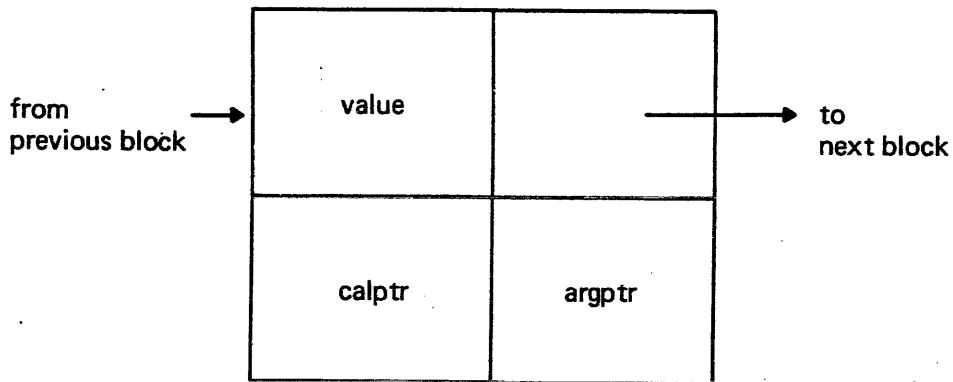 from
previous block
value
to
next block
calptr
argptr